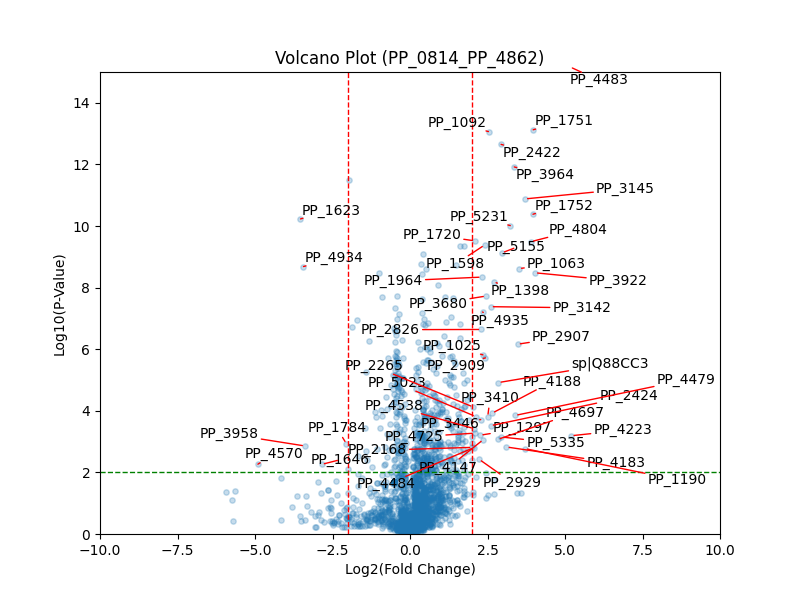 Volcano Plot (PP_0814_PP_4862)
PP_4483
14
PP_1092
PP_1751
PP_2422
12
PP_3964
PP_3145
PP_1623
PP_1752
PP_5231
10
PP_4804
PP_1720
PP_5155
PP_4934
PP_1598
PP_1063
8
PP_1964
PP_3922
PP_1398
PP_3680
PP_3142
PP_4935
PP_2826
PP_2907
6
PP_1025
PP_2265
PP_2909
sp|Q88CC3
PP_5023
PP_4188
PP_4479
PP_3410
PP_2424
4
PP_4538
PP_4697
PP_3958
PP_1784
PP_3446
PP_1297
PP_4223
PP_4725
PP_5335
PP_4570
PP_1646
PP_2168
PP_4183
2
PP_4147
PP_4484
PP_2929
PP_1190
0
Log10(P-Value)
−10.0 −7.5 −5.0 −2.5 0.0 2.5 5.0 7.5 10.0
Log2(Fold Change)